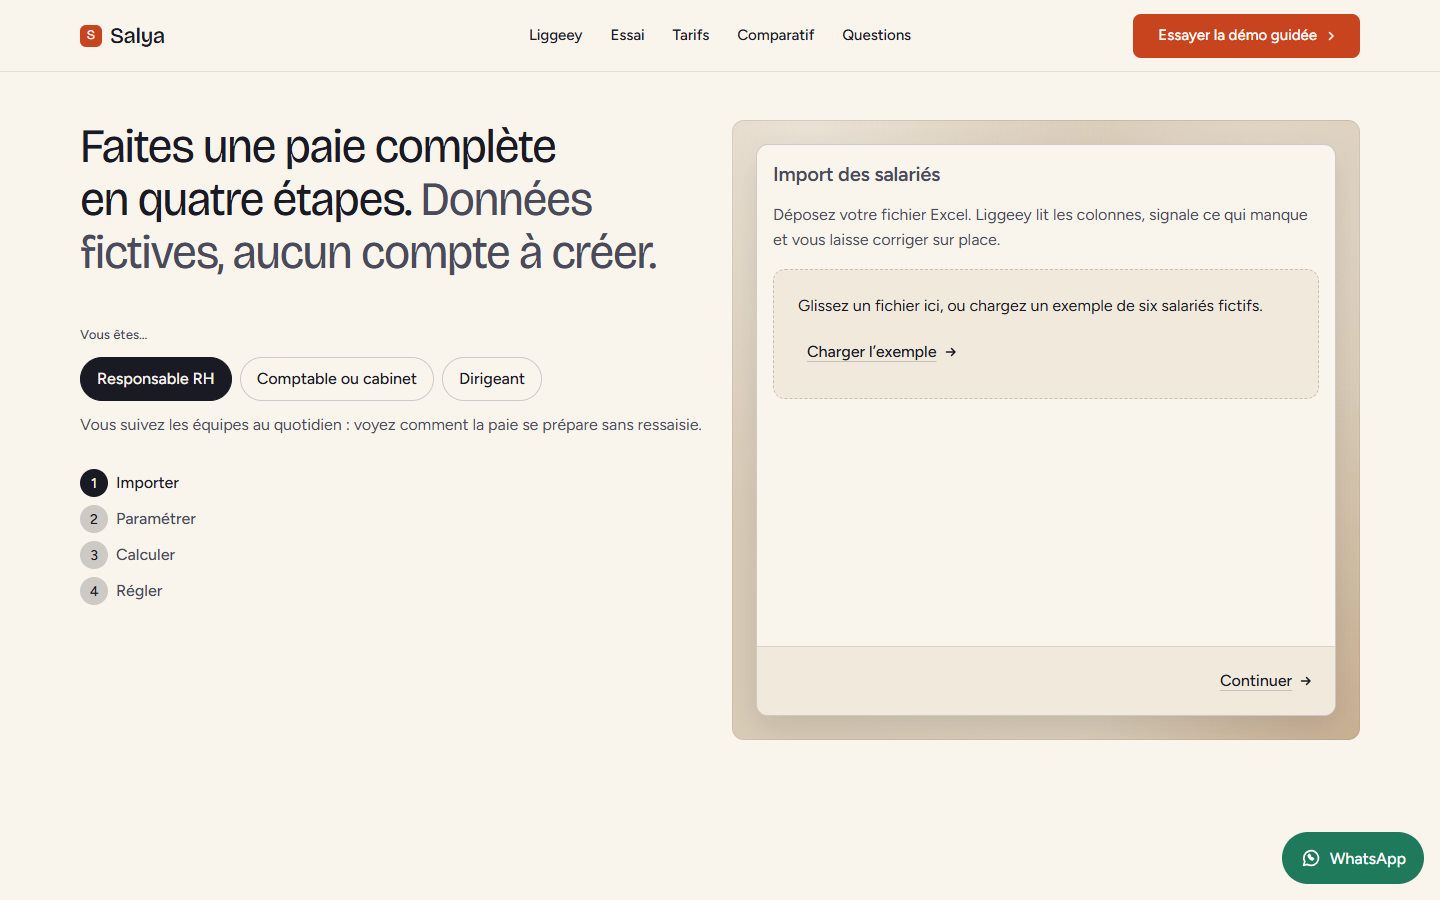 S Salya
Liggeey
Essai
Tarifs
Comparatif
Questions
Essayer la démo guidée
Faites une paie complète
en quatre étapes. Données
fictives, aucun compte à créer.
Vous êtes…
Responsable RH
Comptable ou cabinet
Dirigeant
Vous suivez les équipes au quotidien : voyez comment la paie se prépare sans ressaisie.
1 Importer
2 Paramétrer
3 Calculer
4 Régler
Import des salariés
Déposez votre fichier Excel. Liggeey lit les colonnes, signale ce qui manque
et vous laisse corriger sur place.
Glissez un fichier ici, ou chargez un exemple de six salariés fictifs.
Charger l’exemple →
Continuer →
WhatsApp